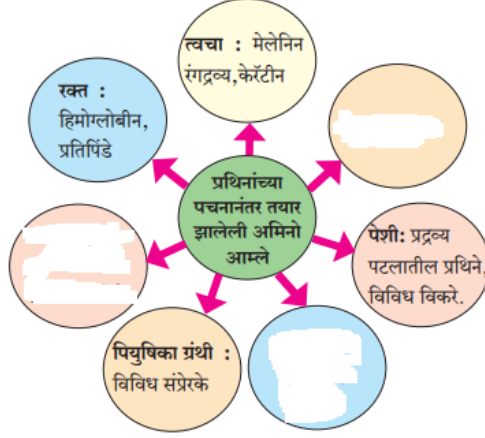 त्वचा : मेलेनिन
रंगद्रव्य,केरॅटीन
रक्त :
हिमोग्लोबीन,
प्रतिपिंडे
प्रथिनांच्या
पचनानंतर तयार
झालेली अमिनो
आम्ले
पेशी: प्रद्रव्य
पटलातील प्रथिने,
विविध विकरे.
पियुषिका ग्रंथी :
विविध संप्रेरके